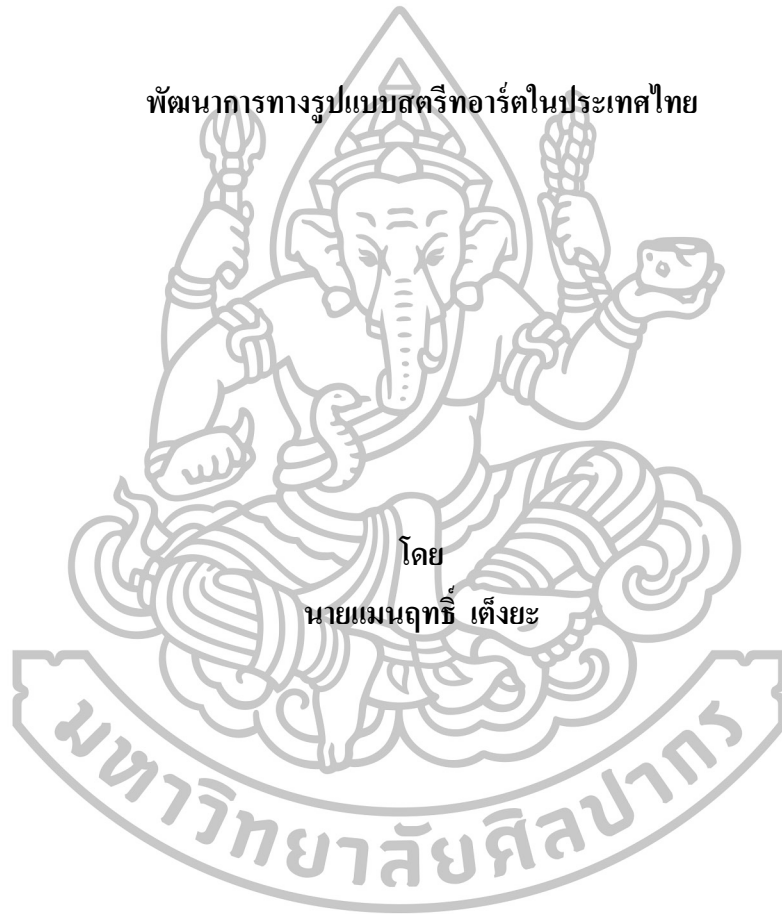 พัฒนาการทางรูปแบบสตรีทอาร์ตในประเทศไทย
โดย
นายแมนฤทธิ์ เต็งยะ
มหาวิทยาลัยศิลปากร